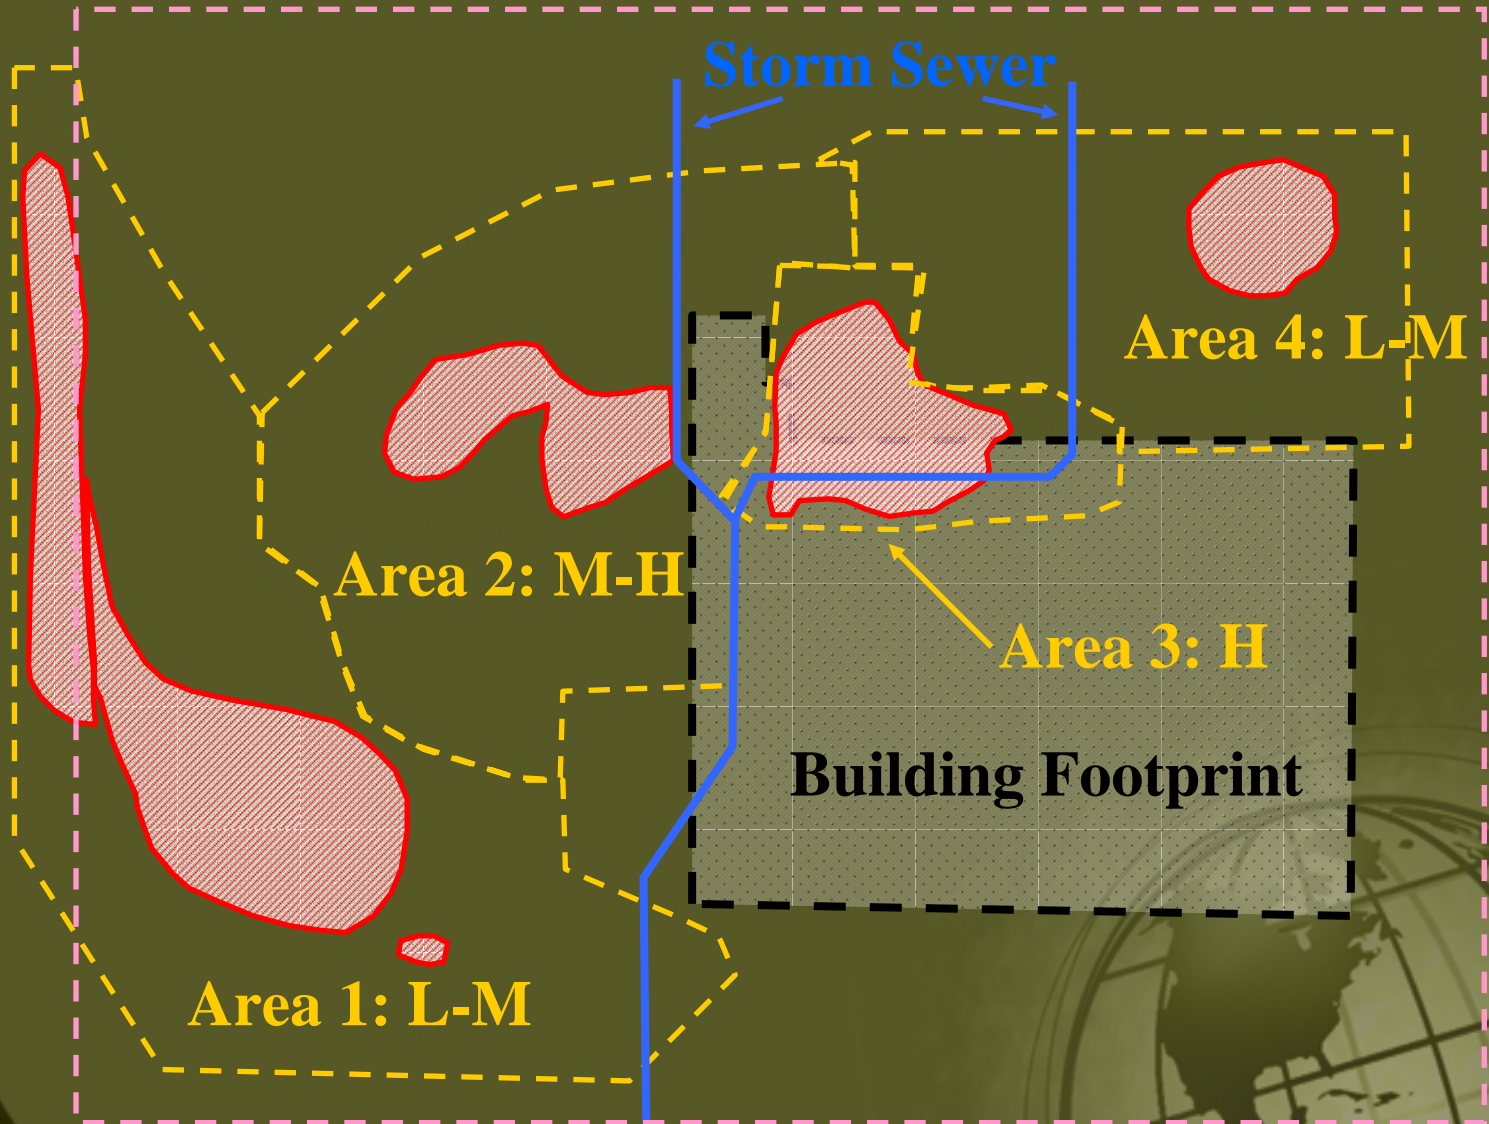 Storm Sewer
Area 4: L-M
Area 2: M-H
Area 3: H
Building Footprint
Area 1: L-M